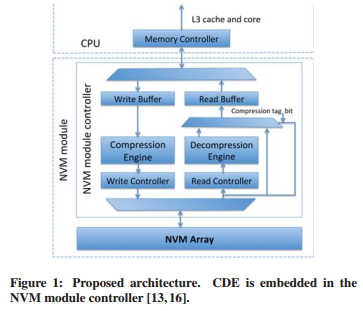 L3 cache and core
CPU
Memory Controller
NVM module
NVM module controller
Write Buffer
Read Buffer
Compression tag bit
Compression
Engine
Decompression
Engine
Write Controller
Read Controller
NVM Array
Figure 1: Proposed architecture. CDE is embedded in the
NVM module controller [13,16].